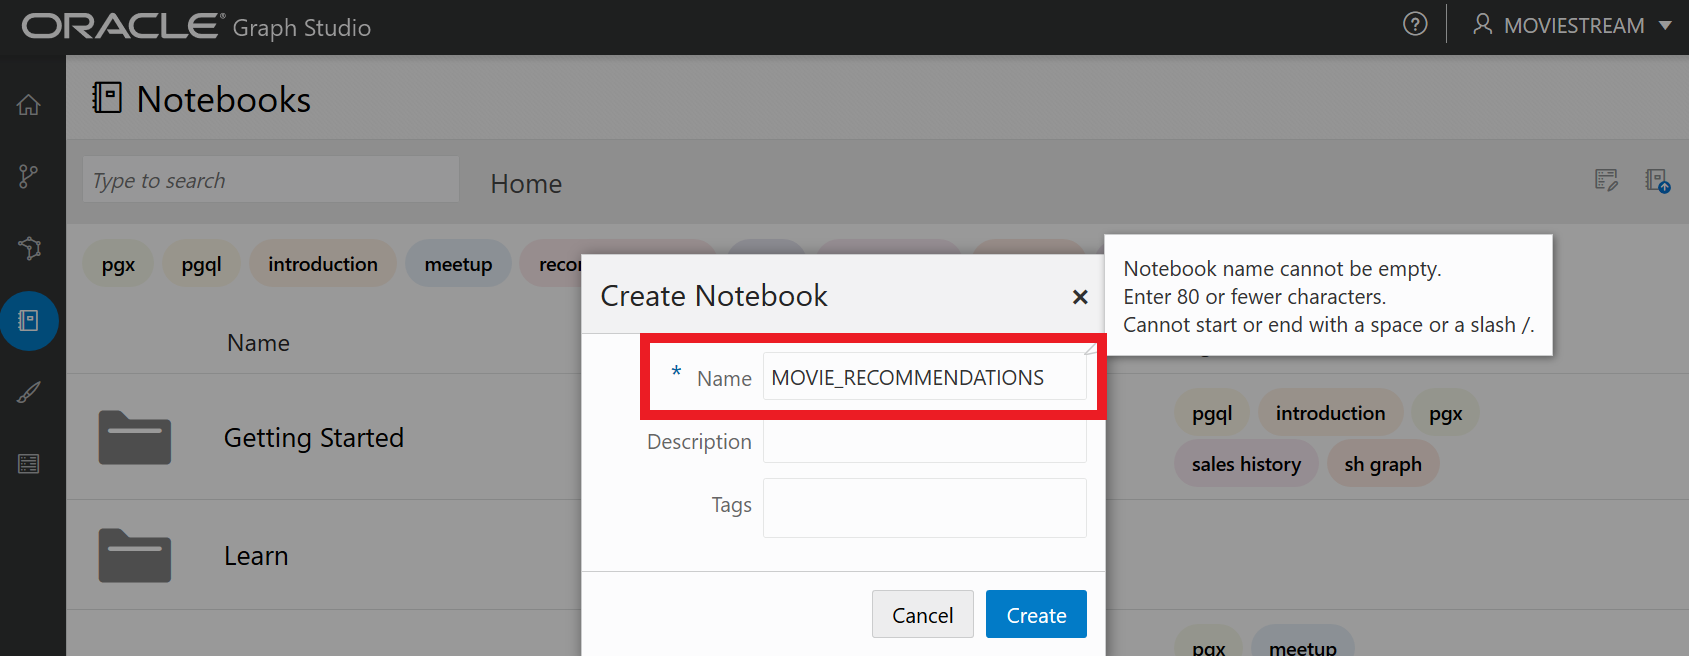 ORACLE® Graph Studio
MOVIESTREAM
Notebooks
Type to search
Home
pgx pgql introduction meetup
Notebook name cannot be empty.
Enter 80 or fewer characters.
Cannot start or end with a space or a slash /.
Create Notebook
Name
* Name MOVIE_RECOMMENDATIONS
Getting Started
Description
pgql introduction pgx
sales history sh graph
Tags
Learn
Cancel Create
pgx meetup